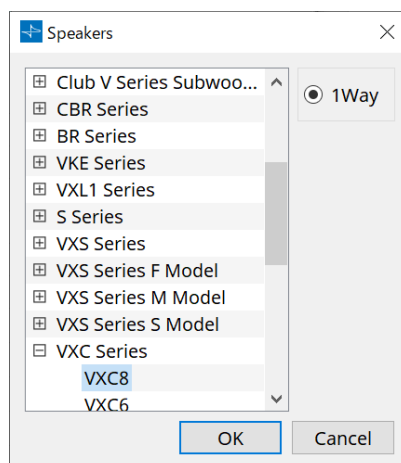 Speakers
Club V Series Subwoo...
CBR Series
BR Series
VKE Series
VXL1 Series
S Series
VXS Series
VXS Series F Model
VXS Series M Model
VXS Series S Model
VXC Series
VXC8
VXC6
1Way
OK
Cancel